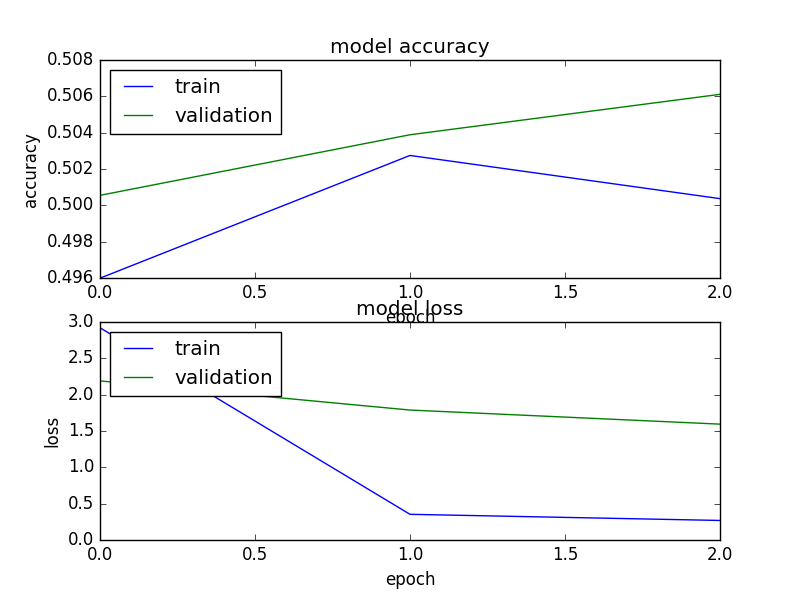 model accuracy
0.508
0.506
0.504
0.502
0.500
0.498
0.496
accuracy
train
validation
0.0 0.5 1.0 1.5 2.0
epoch
model loss
3.0
2.5
2.0
1.5
1.0
0.5
0.0
loss
train
validation
0.0 0.5 1.0 1.5 2.0
epoch